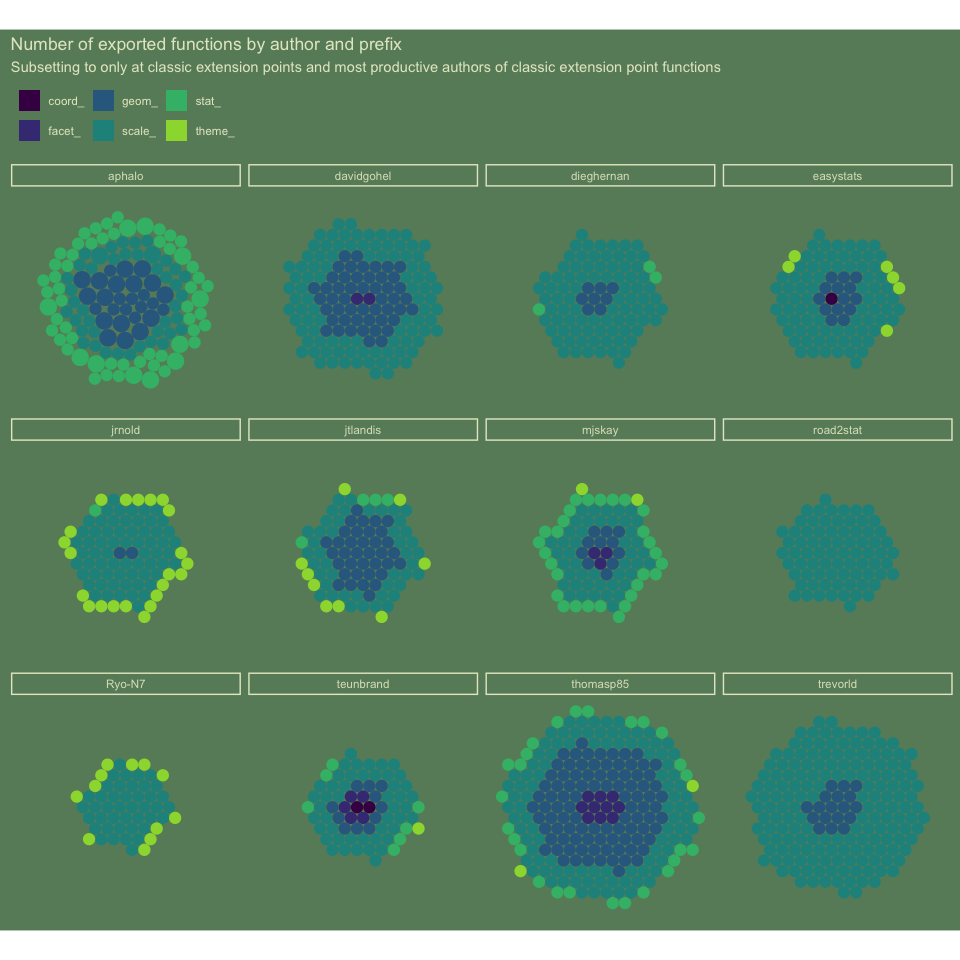 Number of exported functions by author and prefix
Subsetting to only at classic extension points and most productive authors of classic extension point functions
coord_ geom_ stat_
facet_ scale_ theme_
aphalo davidgohel dieghernan easystats
jrnold jtlandis mjskay road2stat
Ryo-N7 teunbrand thomasp85 trevorld